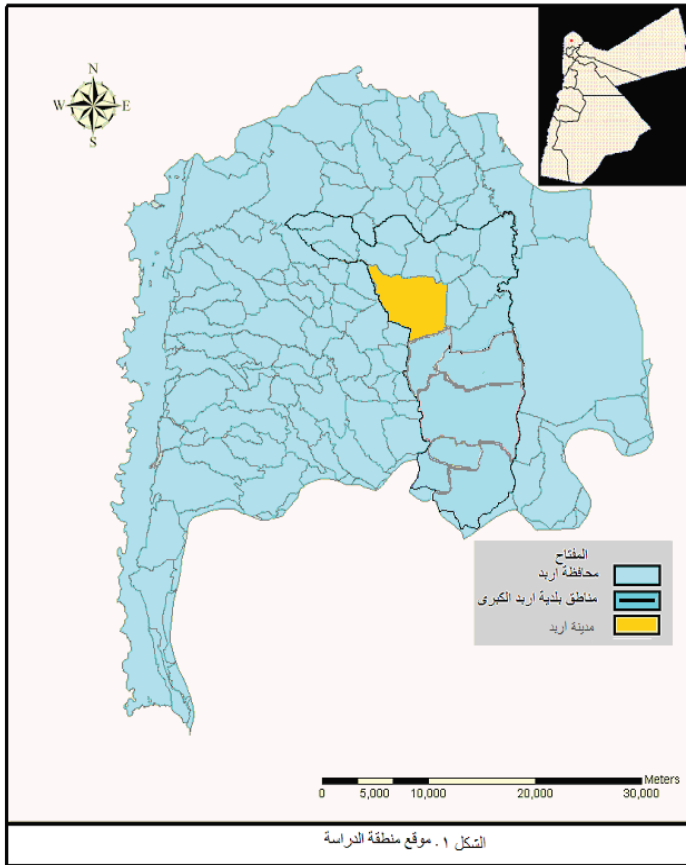 N
W E
S
المفتاح
محافظة اربد
مناطق بلدية اربد الكبرى
مدينة اربد
Meters
0 5,000 10,000 20,000 30,000
الشكل ١. موقع منطقة الدراسة